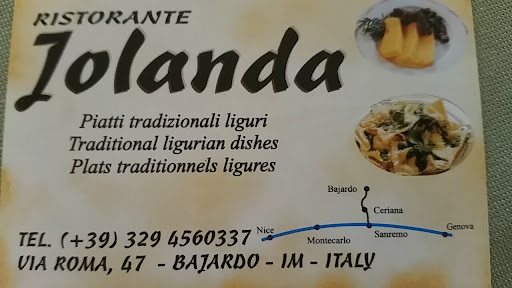 RISTORANTE
Jolanda
Piatti tradizionali liguri
Traditional ligurian dishes
Plats traditionnels ligures
Bajardo
Ceriana
Nice
Montecarlo
Sanremo
Genova
TEL. (+39) 329 4560337
VIA ROMA, 47 - BAJARDO - IM - ITALY